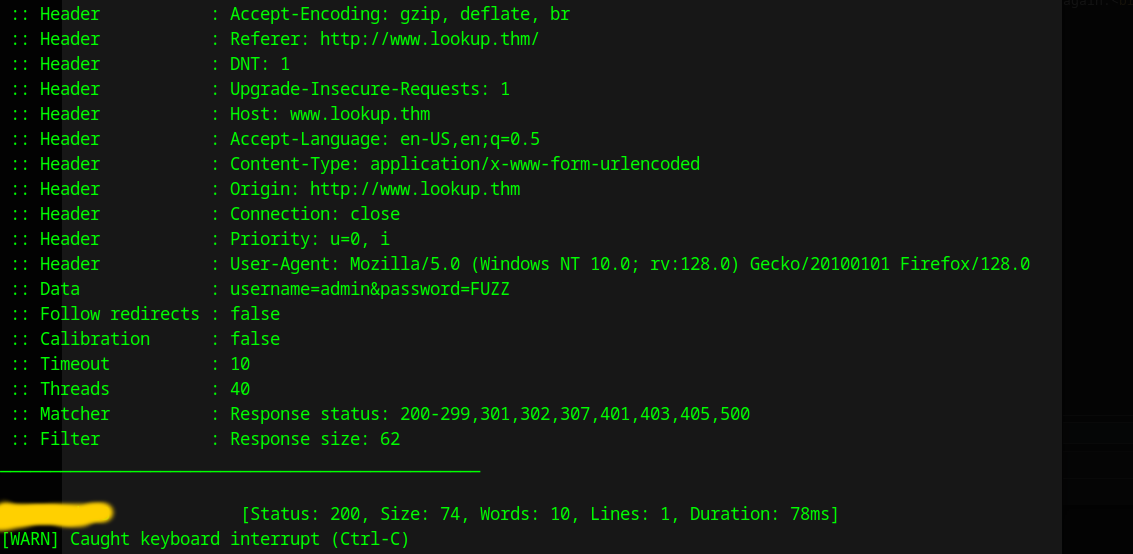 :: Header : Accept-Encoding: gzip, deflate, br
:: Header : Referer: http://www.lookup.thm/
:: Header : DNT: 1
:: Header : Upgrade-Insecure-Requests: 1
:: Header : Host: www.lookup.thm
:: Header : Accept-Language: en-US,en;q=0.5
:: Header : Content-Type: application/x-www-form-urlencoded
:: Header : Origin: http://www.lookup.thm
:: Header : Connection: close
:: Header : Priority: u=0, i
:: Header : User-Agent: Mozilla/5.0 (Windows NT 10.0; rv:128.0) Gecko/20100101 Firefox/128.0
:: Data : username=admin&password=FUZZ
:: Follow redirects : false
:: Calibration : false
:: Timeout : 10
:: Threads : 40
:: Matcher : Response status: 200-299,301,302,307,401,403,405,500
:: Filter : Response size: 62
[Status: 200, Size: 74, Words: 10, Lines: 1, Duration: 78ms]
[WARN] Caught keyboard interrupt (Ctrl-C)